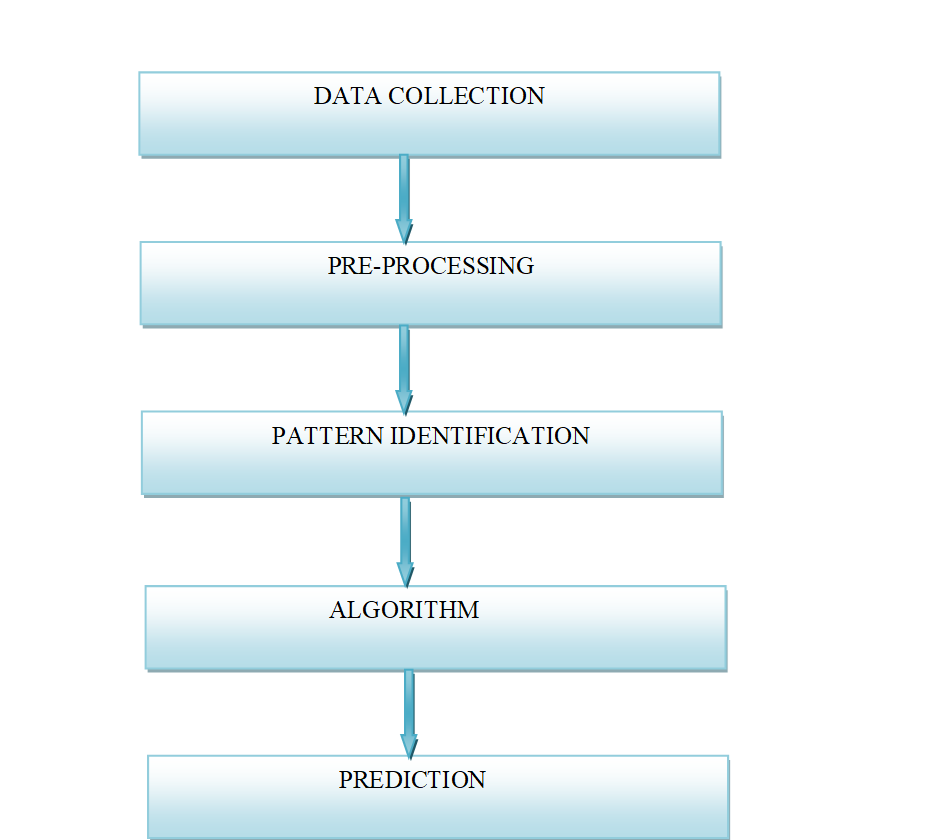 DATA COLLECTION
PRE-PROCESSING
PATTERN IDENTIFICATION
ALGORITHM
PREDICTION